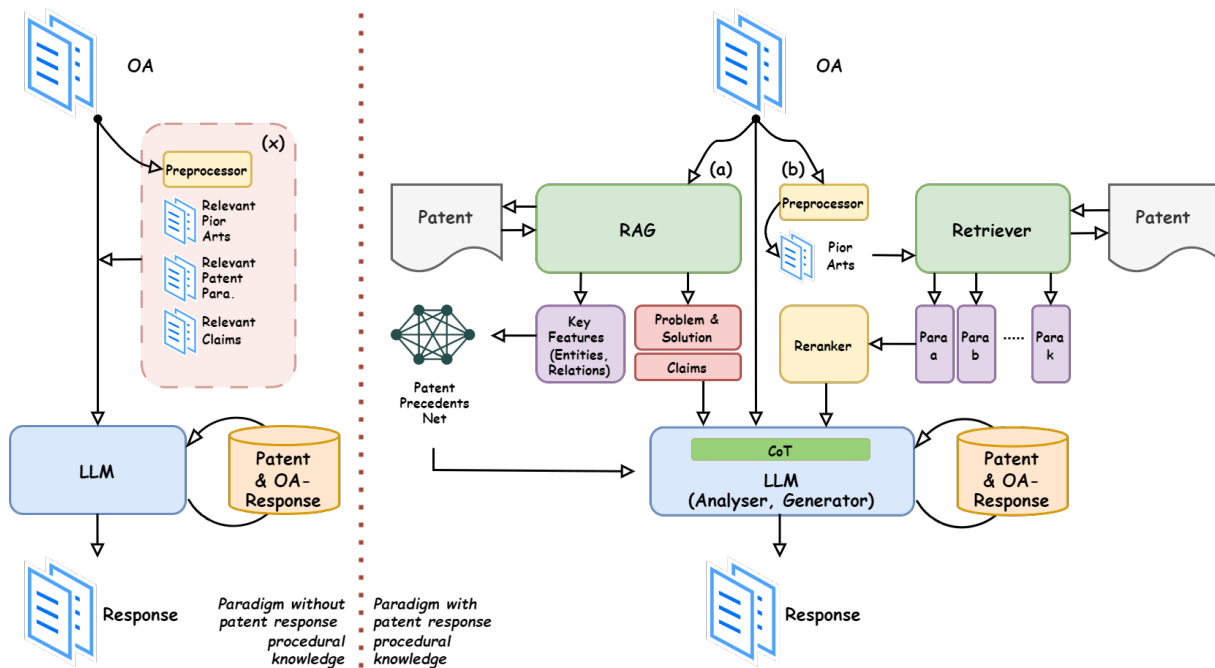 OA
(x)
Preprocessor
Relevant
Pior
Arts
Relevant
Patent
Para.
Relevant
Claims
LLM
Patent
& OA-
Response
Response
Paradigm without
patent response
procedural
knowledge
OA
(a)
(b)
Patent
RAG
Preprocessor
Pior
Arts
Retriever
Patent
Key
Features
(Entities,
Relations)
Problem &
Solution
Claims
Reranker
Para
a
Para
b
......
Para
k
Patent
Precedents
Net
CoT
LLM
(Analyser, Generator)
Patent
& OA-
Response
Response
Paradigm with
patent response
procedural
knowledge